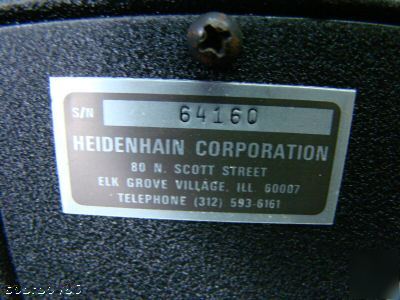 S/N 64160
HEIDENHAIN CORPORATION
80 N. SCOTT STREET
ELK GROVE VILLAGE, ILL. 60007
TELEPHONE (312) 593-6161